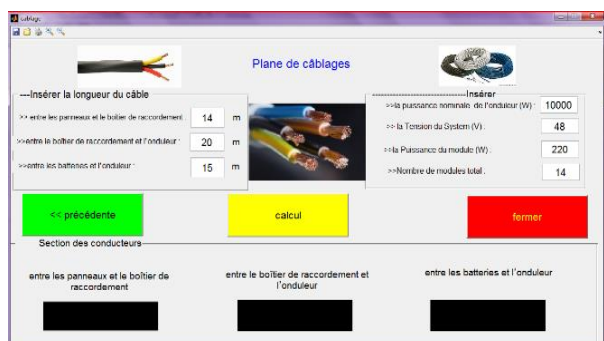 cablage
Plane de câblages
---Insérer la longueur du câble
>> entre les panneaux et le boîtier de raccordement : 14 m
>>entre le boîtier de raccordement et l'onduleur : 20 m
>>entre les batteries et l'onduleur : 15 m
Insérer
>>la puissance nominale de l'onduleur (W) : 10000
>> la Tension du System (V) : 48
>>la Puissance du module (W) : 220
>>Nombre de modules total : 14
<< précédente
calcul
fermer
Section des conducteurs
entre les panneaux et le boîtier de
raccordement
entre le boîtier de raccordement et
l'onduleur
entre les batteries et l'onduleur